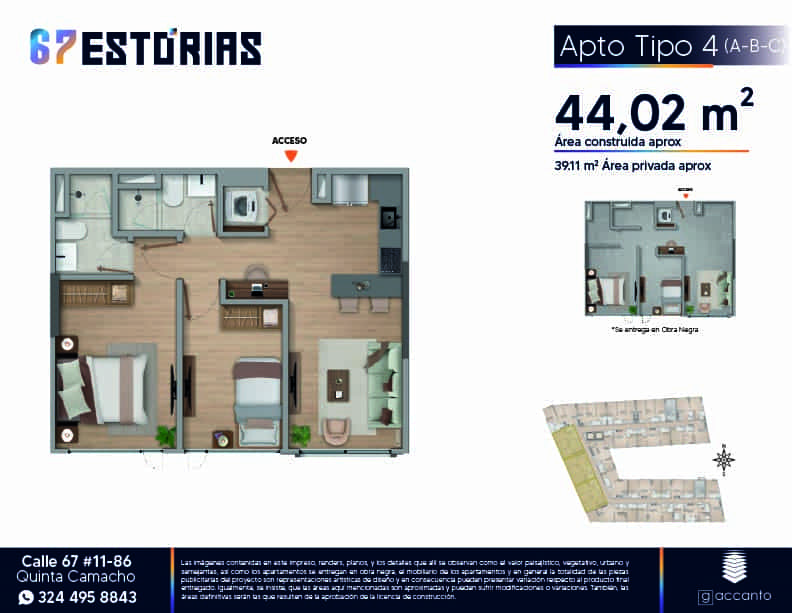 67 ESTÓRIAS
Apto Tipo 4 (A-B-C)
44,02 m²
Área construida aprox
39.11 m² Área privada aprox
ACCESO
ACCESO
*Se entrega en Obra Negra
Calle 67 #11-86
Quinta Camacho
324 495 8843
Las imágenes contenidas en este impreso, renders, planos, y los detalles que allí se observan como el valor paisajístico, vegetativo, urbano y
semejantes, así como los apartamentos se entregan en obra negra, el mobiliario de los apartamentos y en general la totalidad de las piezas
publicitarias del proyecto son representaciones artísticas de diseño y en consecuencia pueden presentar variación respecto al producto final
entregado. Igualmente, se insiste, que las áreas aquí mencionadas son aproximadas y pueden sufrir modificaciones o variaciones. También, las
áreas definitivas serán las que resulten de la aprobación de la licencia de construcción.
g accanto